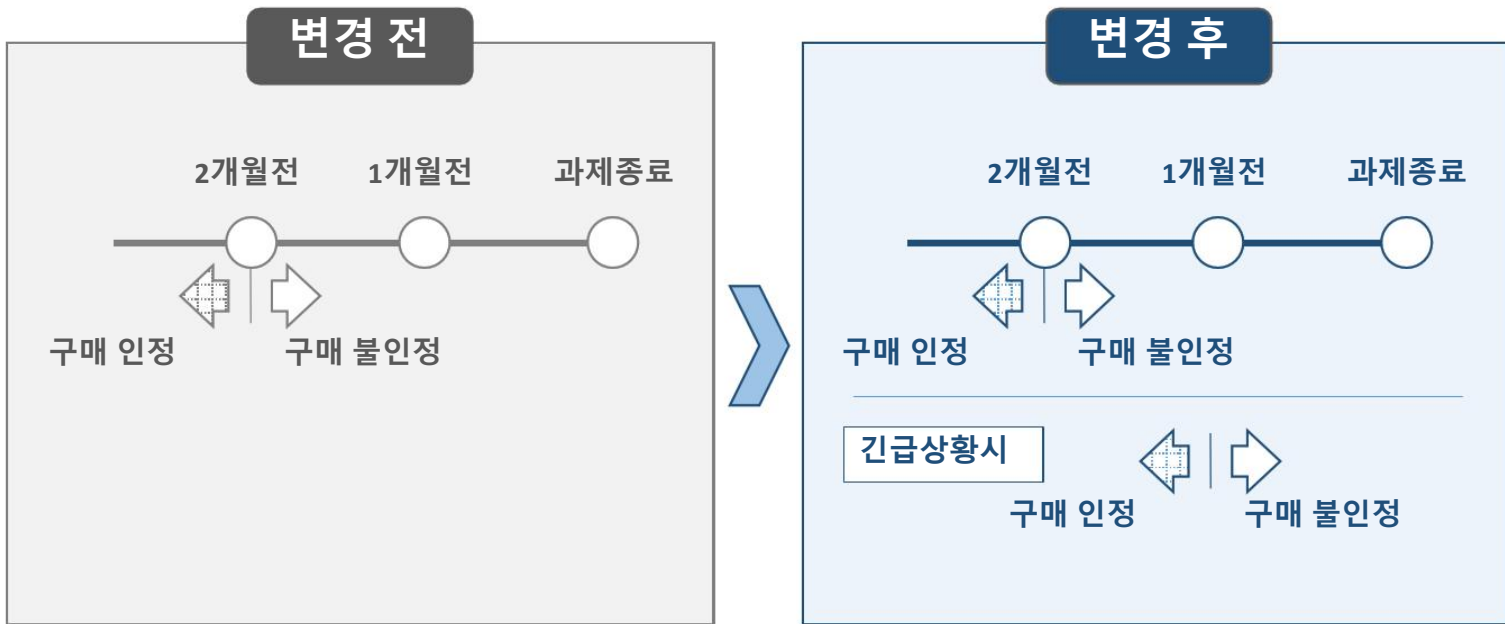 변경 전
2개월전 1개월전 과제종료
구매 인정 구매 불인정
변경 후
2개월전 1개월전 과제종료
구매 인정 구매 불인정
긴급상황시
구매 인정 구매 불인정